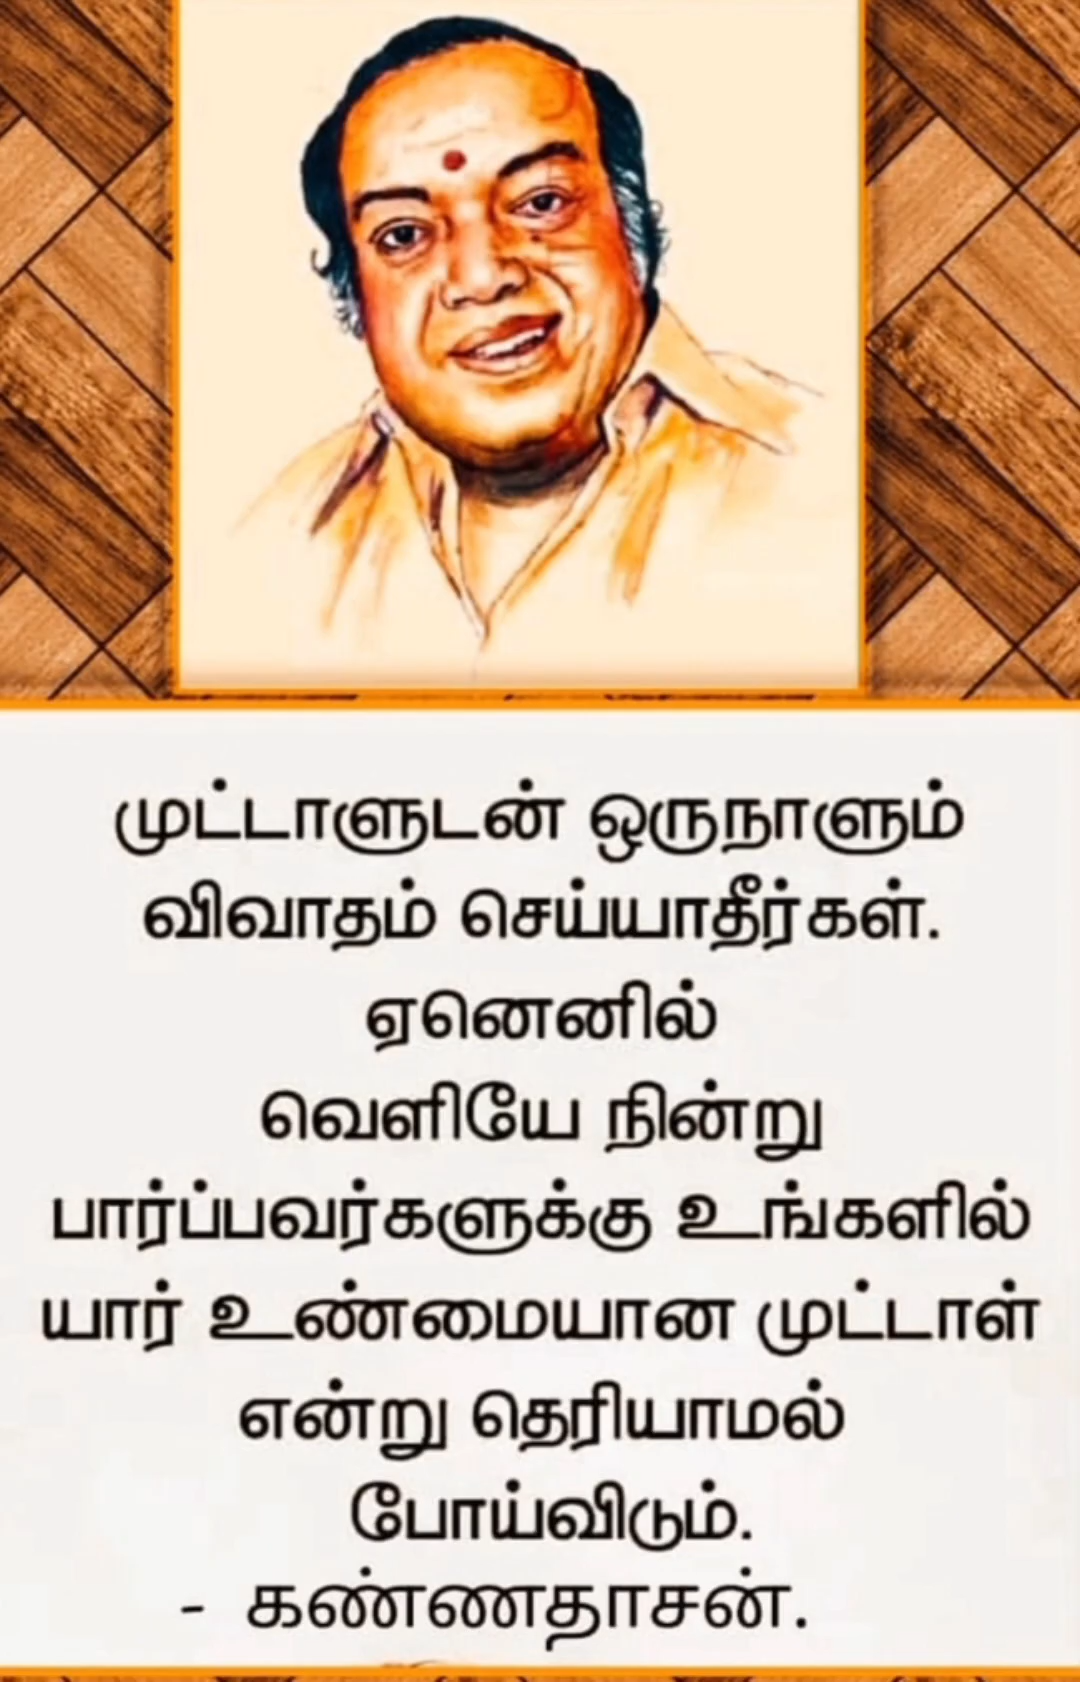 முட்டாளுடன் ஒருநாளும்
விவாதம் செய்யாதீர்கள்.
ஏனெனில்
வெளியே நின்று
பார்ப்பவர்களுக்கு உங்களில்
யார் உண்மையான முட்டாள்
என்று தெரியாமல்
போய்விடும்.
- கண்ணதாசன்.